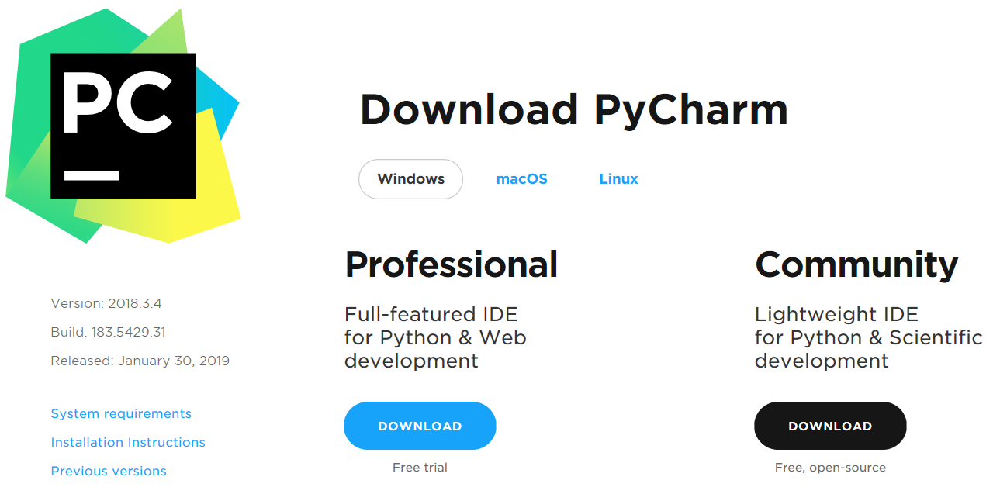 PC
Download PyCharm
Windows macOS Linux
Version: 2018.3.4
Build: 183.5429.31
Released: January 30, 2019
System requirements
Installation Instructions
Previous versions
Professional
Full-featured IDE
for Python & Web
development
DOWNLOAD
Free trial
Community
Lightweight IDE
for Python & Scientific
development
DOWNLOAD
Free, open-source